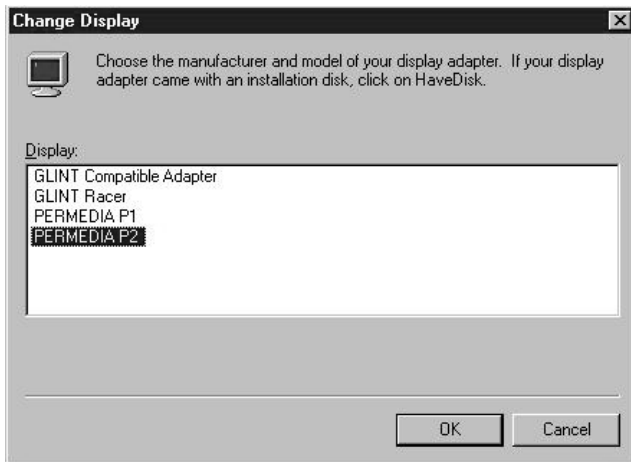 Change Display
Choose the manufacturer and model of your display adapter. If your display
adapter came with an installation disk, click on HaveDisk.
Display:
GLINT Compatible Adapter
GLINT Racer
PERMEDIA P1
PERMEDIA P2
OK
Cancel